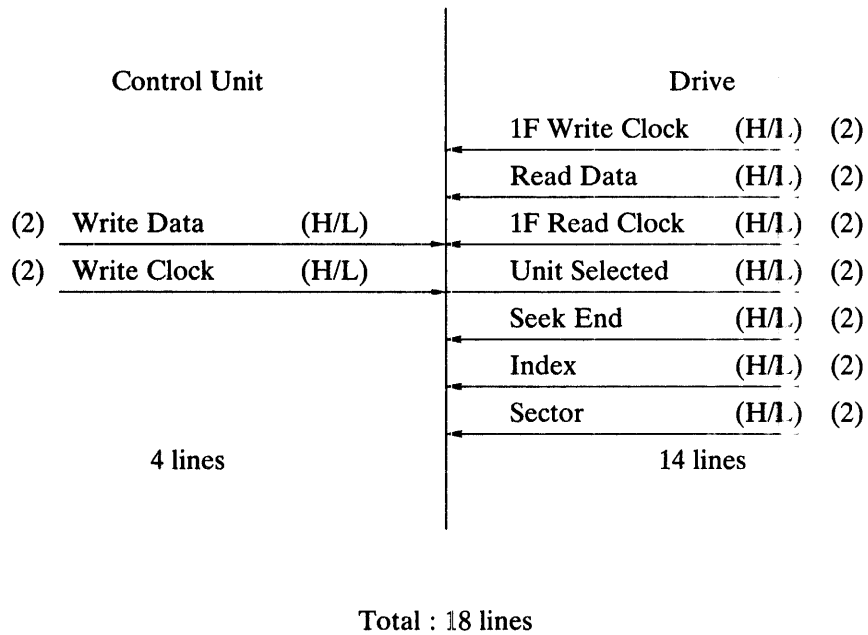 Control Unit Drive
1F Write Clock (H/L) (2)
Read Data (H/L) (2)
(2) Write Data (H/L) 1F Read Clock (H/L) (2)
(2) Write Clock (H/L) Unit Selected (H/L) (2)
Seek End (H/L) (2)
Index (H/L) (2)
Sector (H/L) (2)
4 lines 14 lines
Total : 18 lines